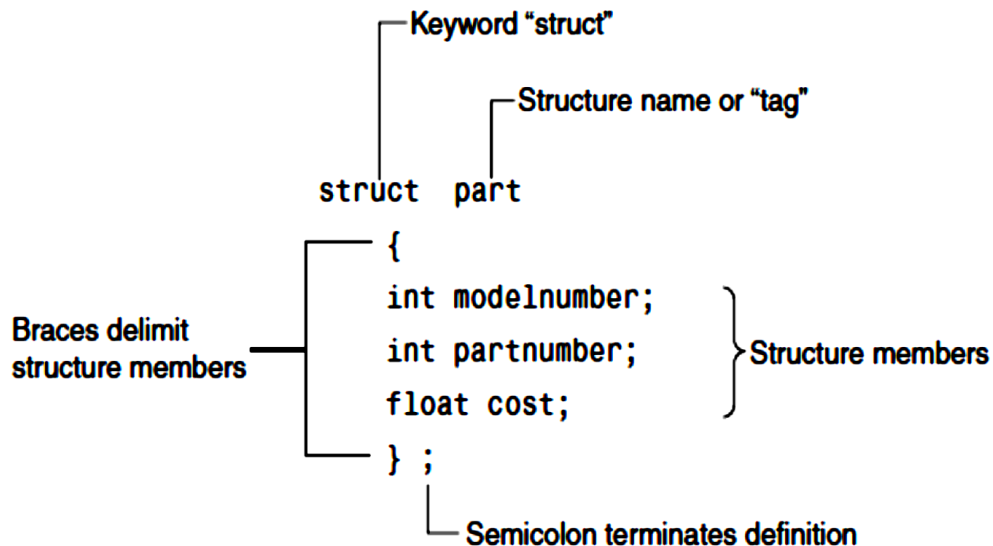 Keyword “struct”
Structure name or “tag”
struct part
{
int modelnumber;
Braces delimit
structure members
int partnumber;
Structure members
float cost;
} ;
Semicolon terminates definition